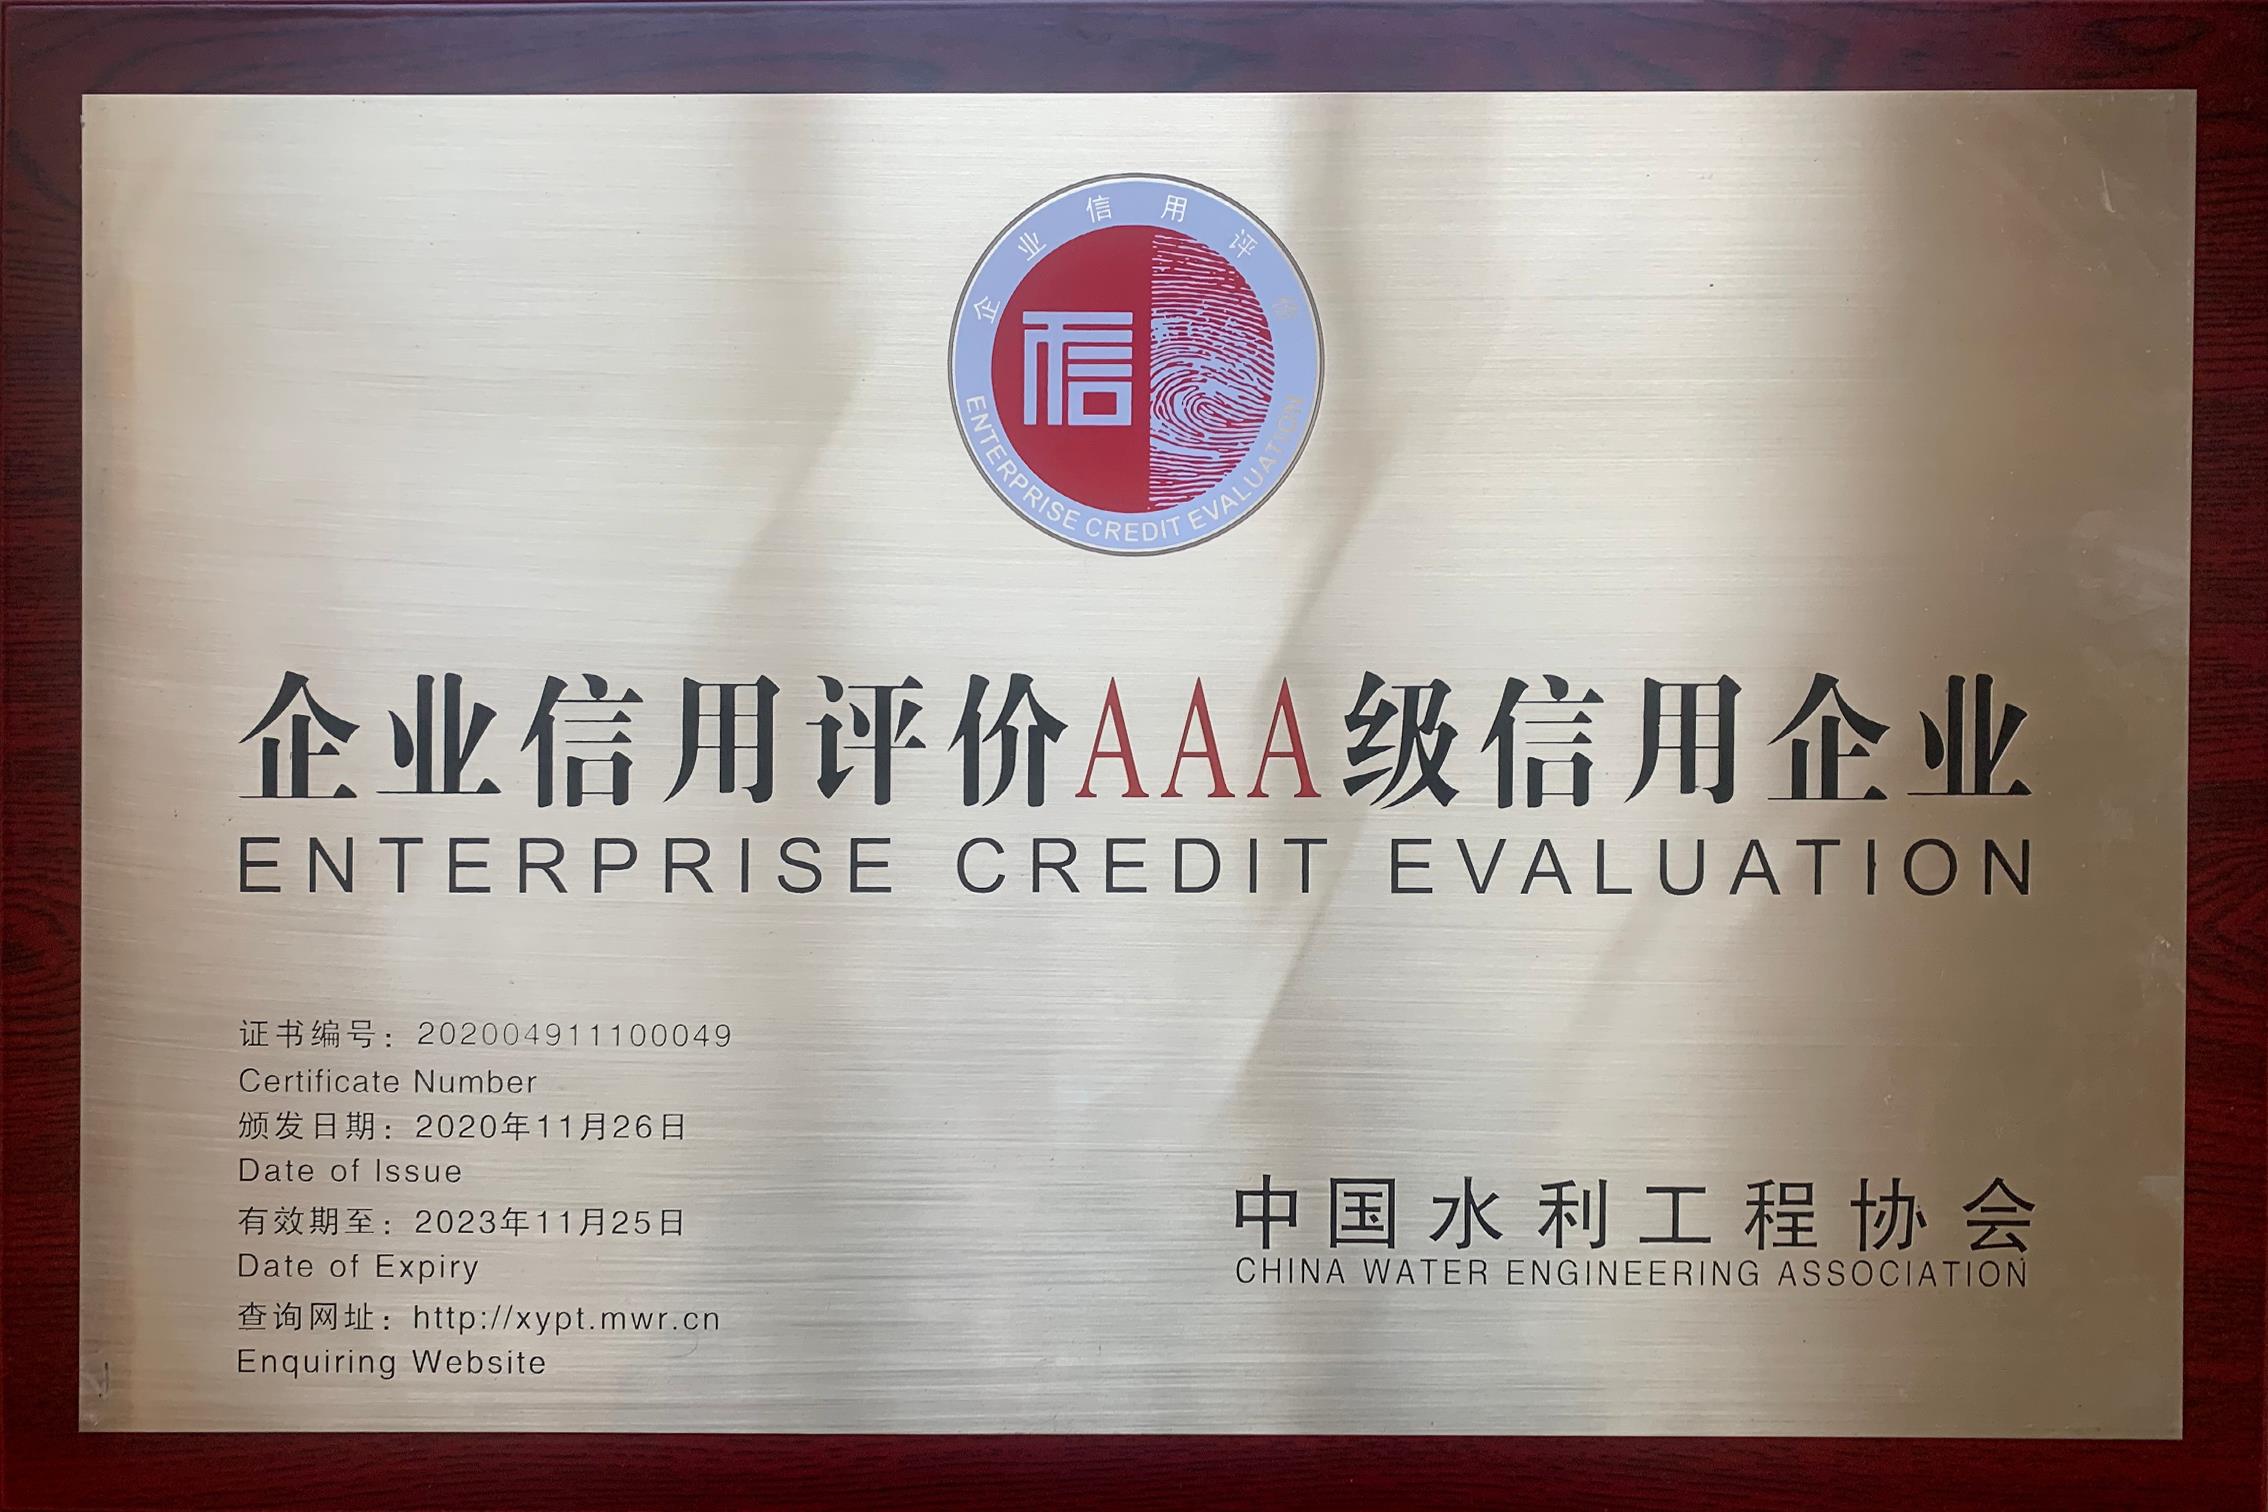 企业信用评价
信
ENTERPRISE CREDIT EVALUATION
企业信用评价AAA级信用企业
ENTERPRISE CREDIT EVALUATION
证书编号：202004911100049
Certificate Number
颁发日期：2020年11月26日
Date of Issue
有效期至：2023年11月25日
Date of Expiry
查询网址：http://xypt.mwr.cn
Enquiring Website
中国水利工程协会
CHINA WATER ENGINEERING ASSOCIATION